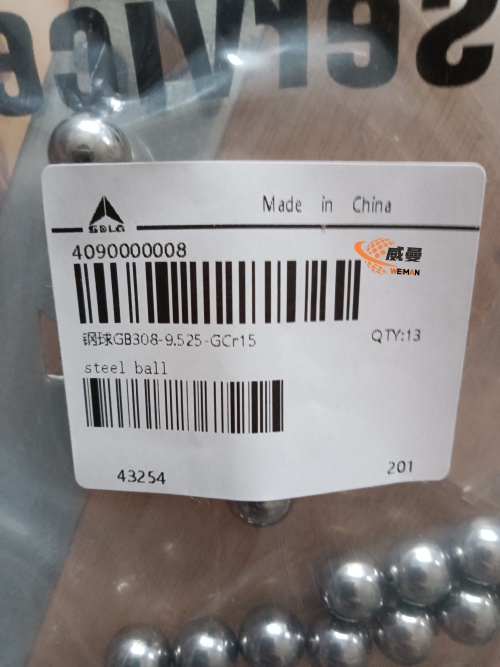 Service
Made in China
SDLG
4090000008
威曼
WEMAN
钢球GB308-9.525-GCr15
QTY:13
steel ball
43254
201